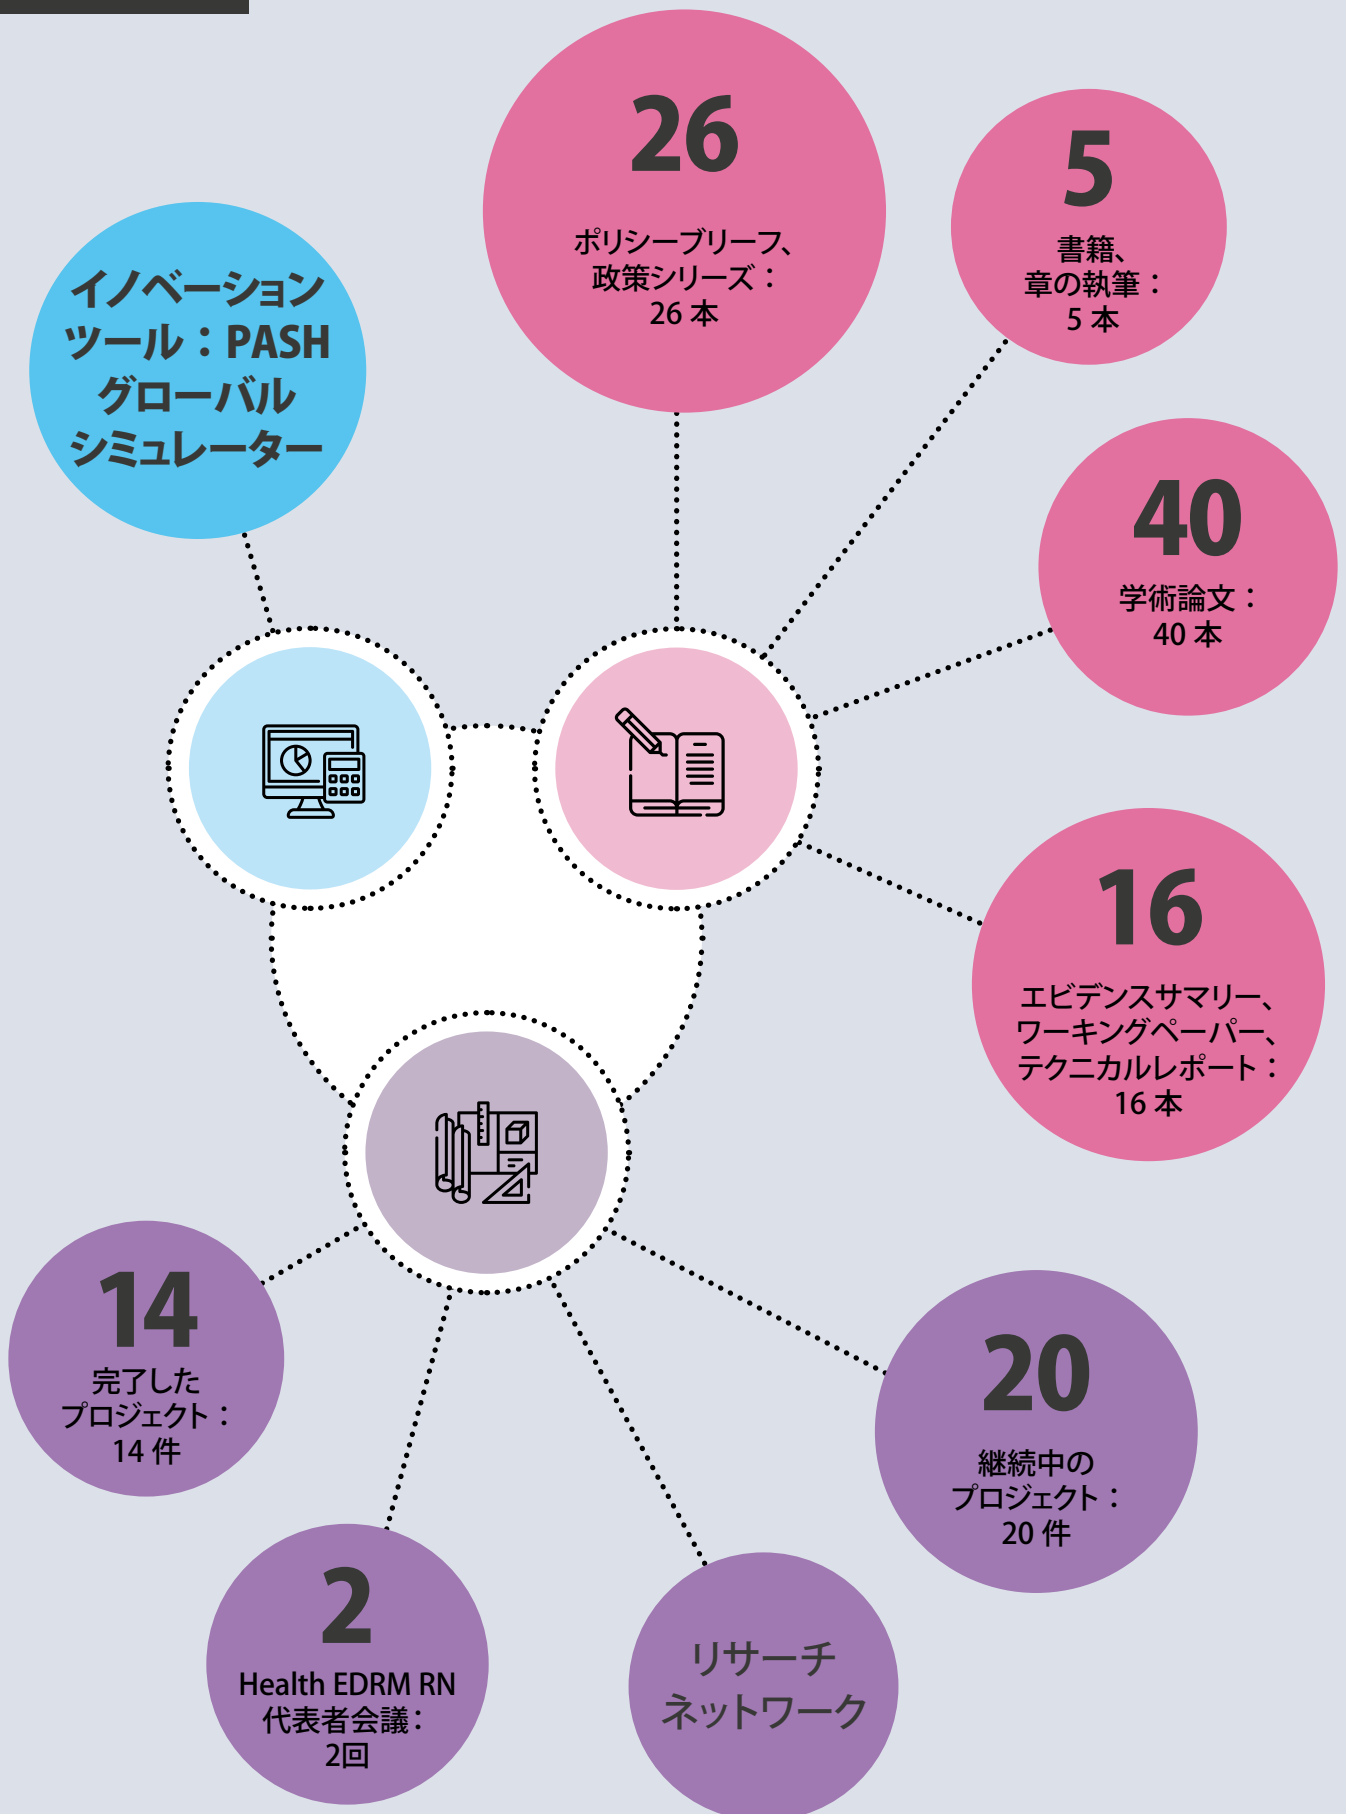 26
ポリシーブリーフ、
政策シリーズ：
26 本
5
書籍、
章の執筆：
5 本
イノベーション
ツール：PASH
グローバル
シミュレーター
40
学術論文：
40 本
16
エビデンスサマリー、
ワーキングペーパー、
テクニカルレポート：
16 本
14
完了した
プロジェクト：
14 件
20
継続中の
プロジェクト：
20 件
2
Health EDRM RN
代表者会議：
2回
リサーチ
ネットワーク